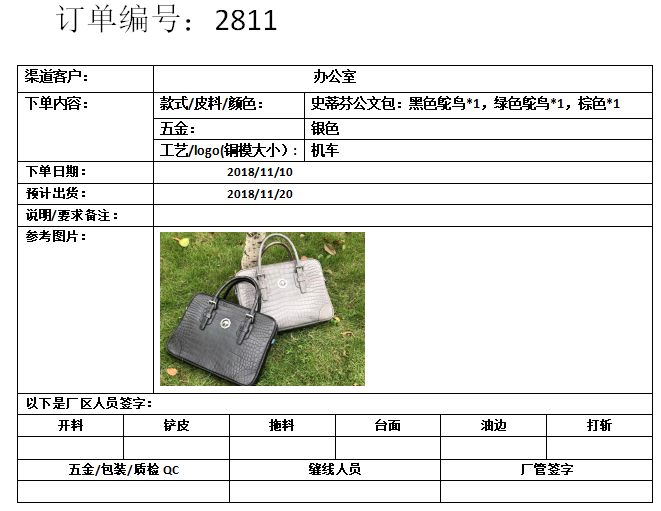 订单编号：2811
渠道客户： 办公室
下单内容： 款式/皮料/颜色： 史蒂芬公文包：黑色鸵鸟*1，绿色鸵鸟*1，棕色*1
五金： 银色
工艺/logo(铜模大小)： 机车
下单日期： 2018/11/10
预计出货： 2018/11/20
说明/要求备注：
参考图片：
以下是厂区人员签字：
开料 铲皮 拖料 台面 油边 打折
五金/包装/质检 QC 缝线人员 厂管签字